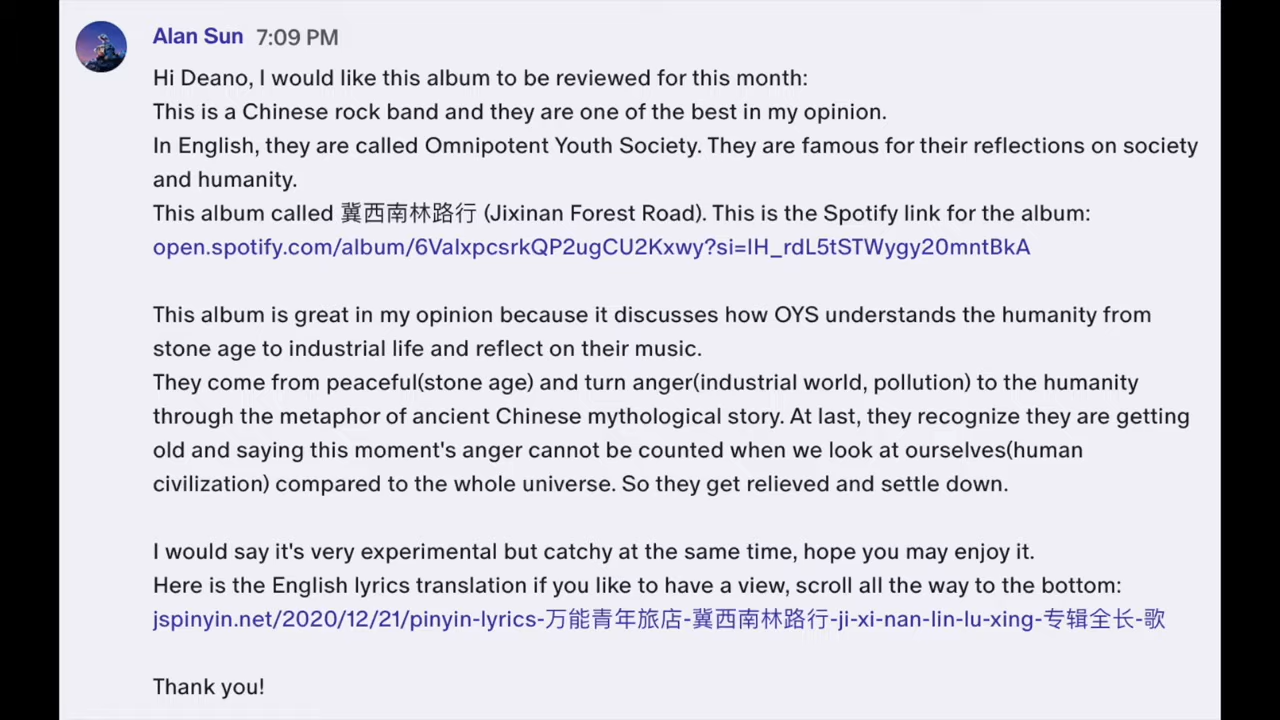 Alan Sun 7:09 PM
Hi Deano, I would like this album to be reviewed for this month:
This is a Chinese rock band and they are one of the best in my opinion.
In English, they are called Omnipotent Youth Society. They are famous for their reflections on society
and humanity.
This album called 冀西南林路行 (Jixinan Forest Road). This is the Spotify link for the album:
open.spotify.com/album/6ValxpcsrkQP2ugCU2Kxwy?si=lH_rdL5tSTWygy20mntBkA
This album is great in my opinion because it discusses how OYS understands the humanity from
stone age to industrial life and reflect on their music.
They come from peaceful(stone age) and turn anger(industrial world, pollution) to the humanity
through the metaphor of ancient Chinese mythological story. At last, they recognize they are getting
old and saying this moment's anger cannot be counted when we look at ourselves(human
civilization) compared to the whole universe. So they get relieved and settle down.
I would say it's very experimental but catchy at the same time, hope you may enjoy it.
Here is the English lyrics translation if you like to have a view, scroll all the way to the bottom:
jspinyin.net/2020/12/21/pinyin-lyrics-万能青年旅店-冀西南林路行-ji-xi-nan-lin-lu-xing-专辑全长-歌
Thank you!